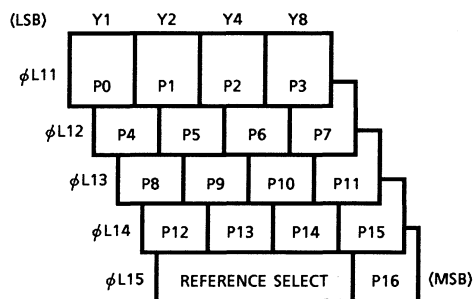 (LSB) Y1 Y2 Y4 Y8
ϕL11 P0 P1 P2 P3
ϕL12 P4 P5 P6 P7
ϕL13 P8 P9 P10 P11
ϕL14 P12 P13 P14 P15
ϕL15 REFERENCE SELECT P16 (MSB)